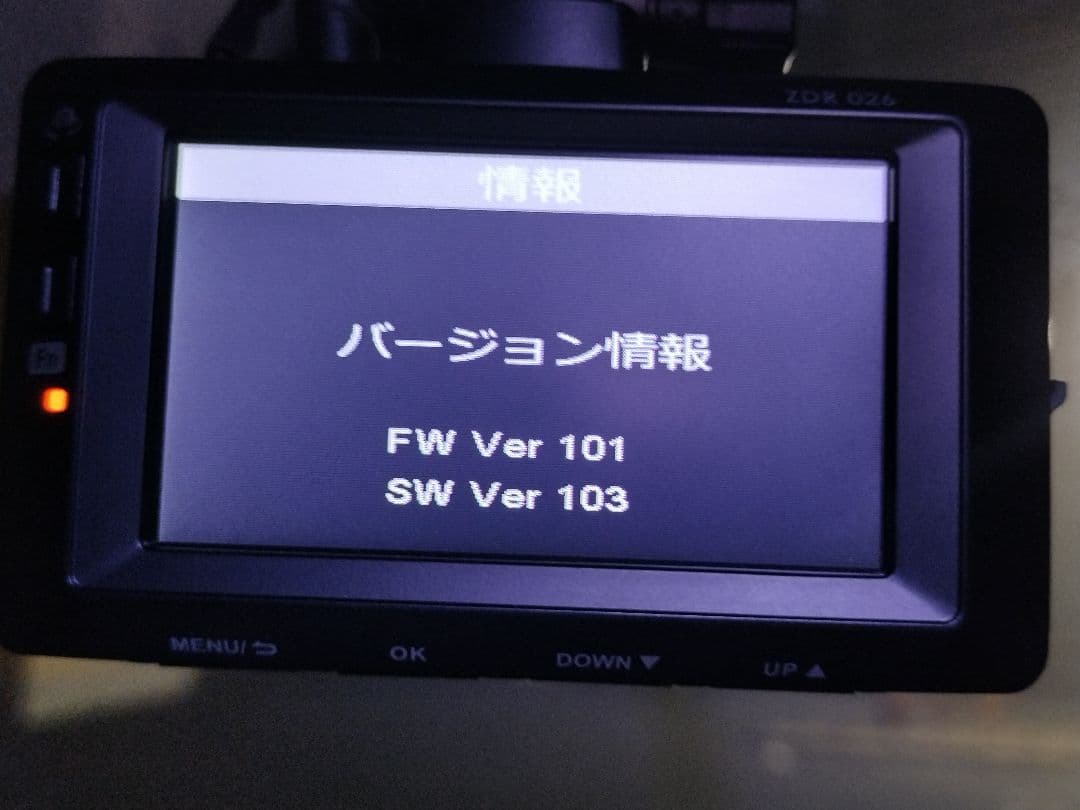 ZDR 026
情報
バージョン情報
FW Ver 101
SW Ver 103
Fn
MENU/⮌ OK DOWN▼ UP▲